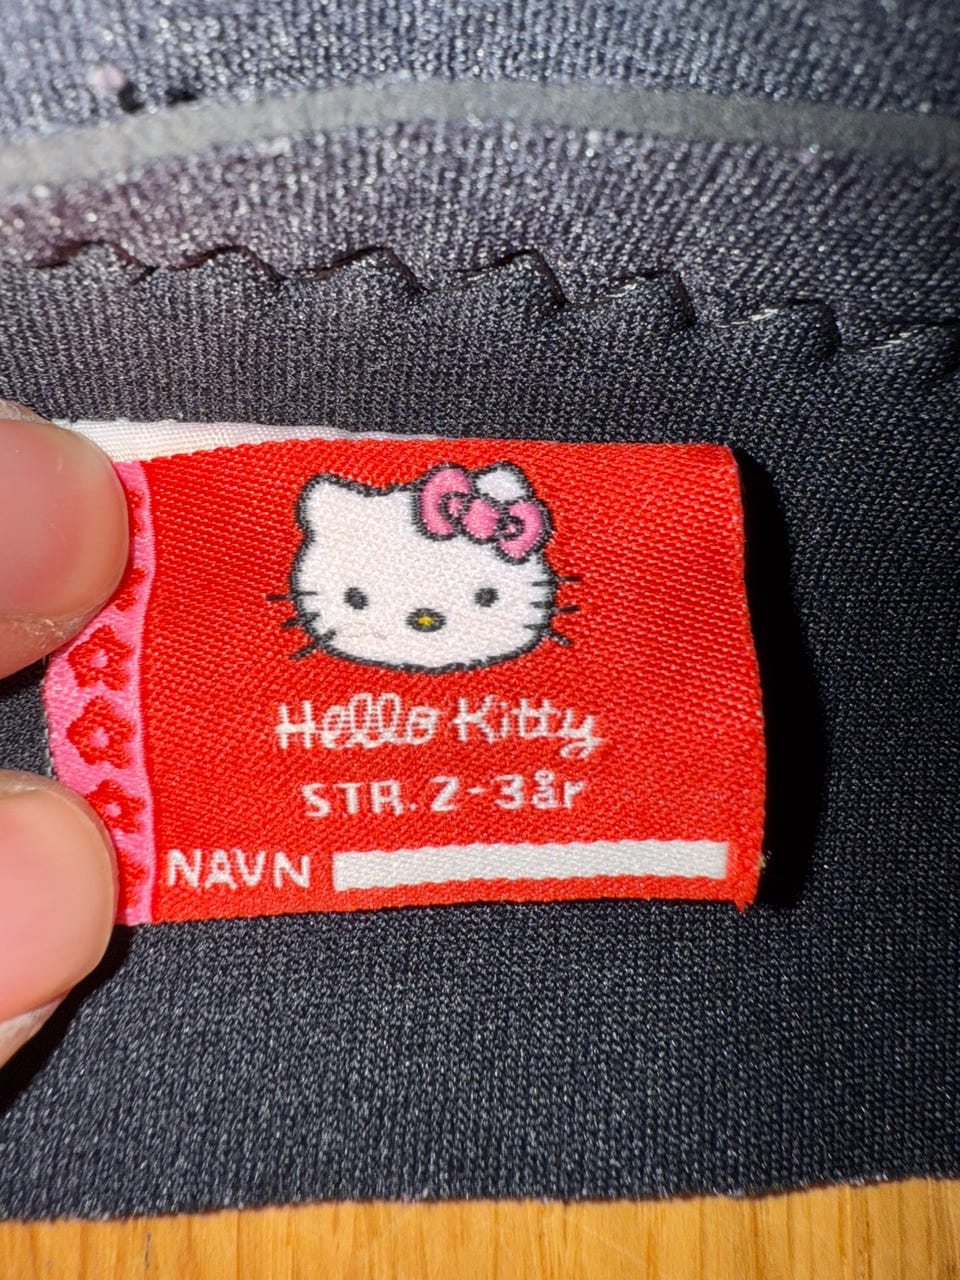 Hello Kitty
STR. 2-3år
NAVN